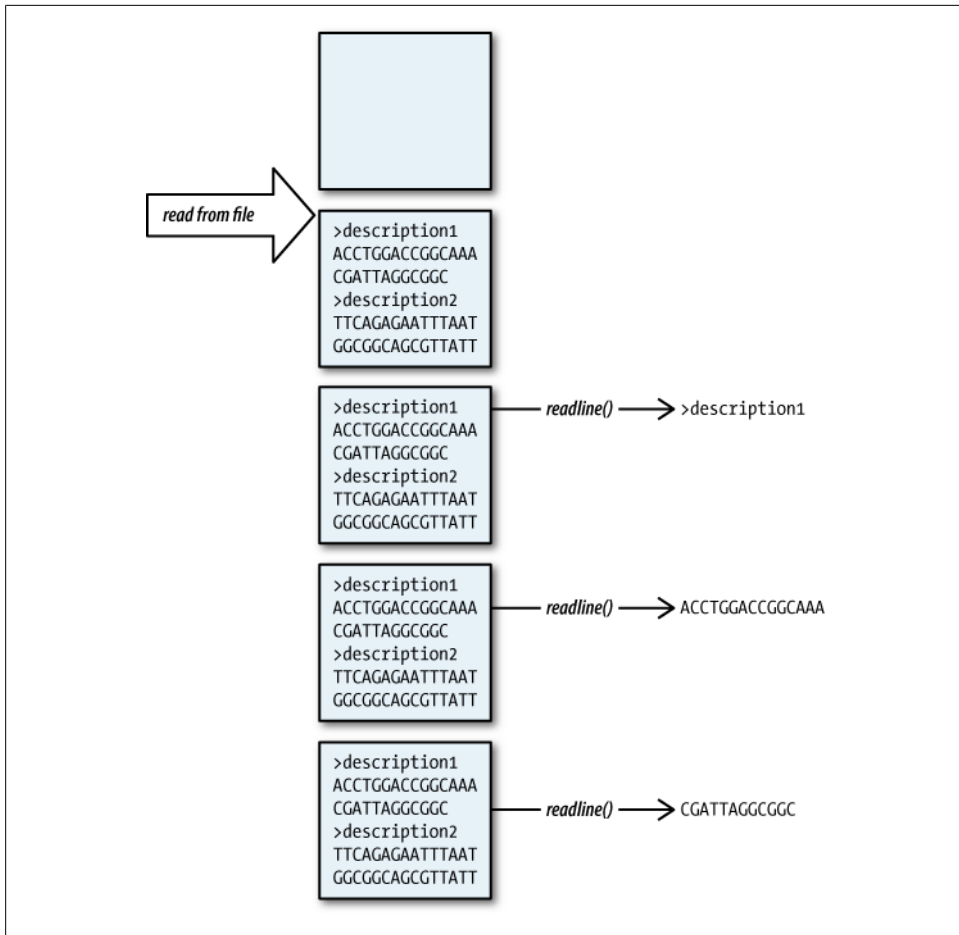 read from file
>description1
ACCTGGACCGGCAAA
CGATTAGGCGGC
>description2
TTCAGAGAATTTAAT
GGCGGCAGCGTTATT
>description1
ACCTGGACCGGCAAA
CGATTAGGCGGC
>description2
TTCAGAGAATTTAAT
GGCGGCAGCGTTATT
readline()
>description1
>description1
ACCTGGACCGGCAAA
CGATTAGGCGGC
>description2
TTCAGAGAATTTAAT
GGCGGCAGCGTTATT
readline()
ACCTGGACCGGCAAA
>description1
ACCTGGACCGGCAAA
CGATTAGGCGGC
>description2
TTCAGAGAATTTAAT
GGCGGCAGCGTTATT
readline()
CGATTAGGCGGC